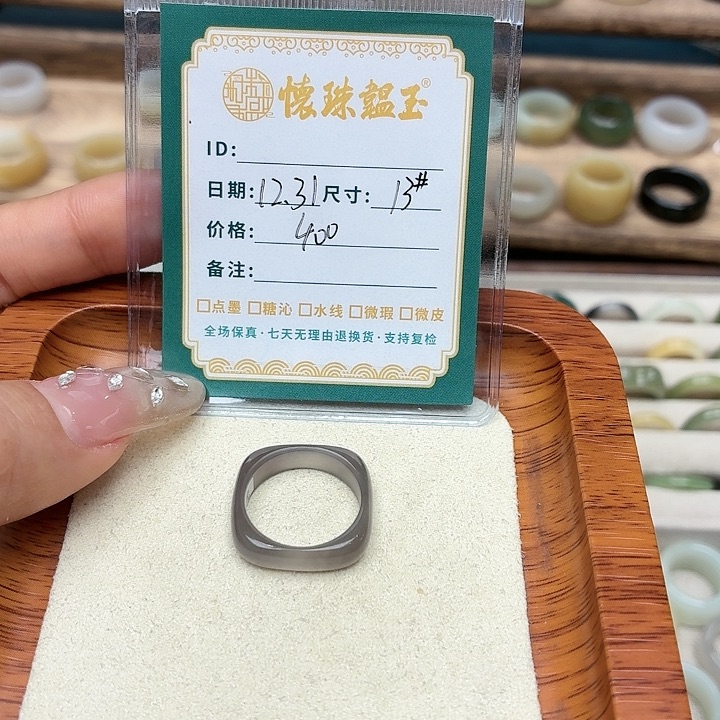 懷珠韞玉®
ID:
日期: 12.31 尺寸: 13#
价格: 400
备注:
□点墨 □糖沁 □水线 □微瑕 □微皮
全场保真·七天无理由退换货·支持复检